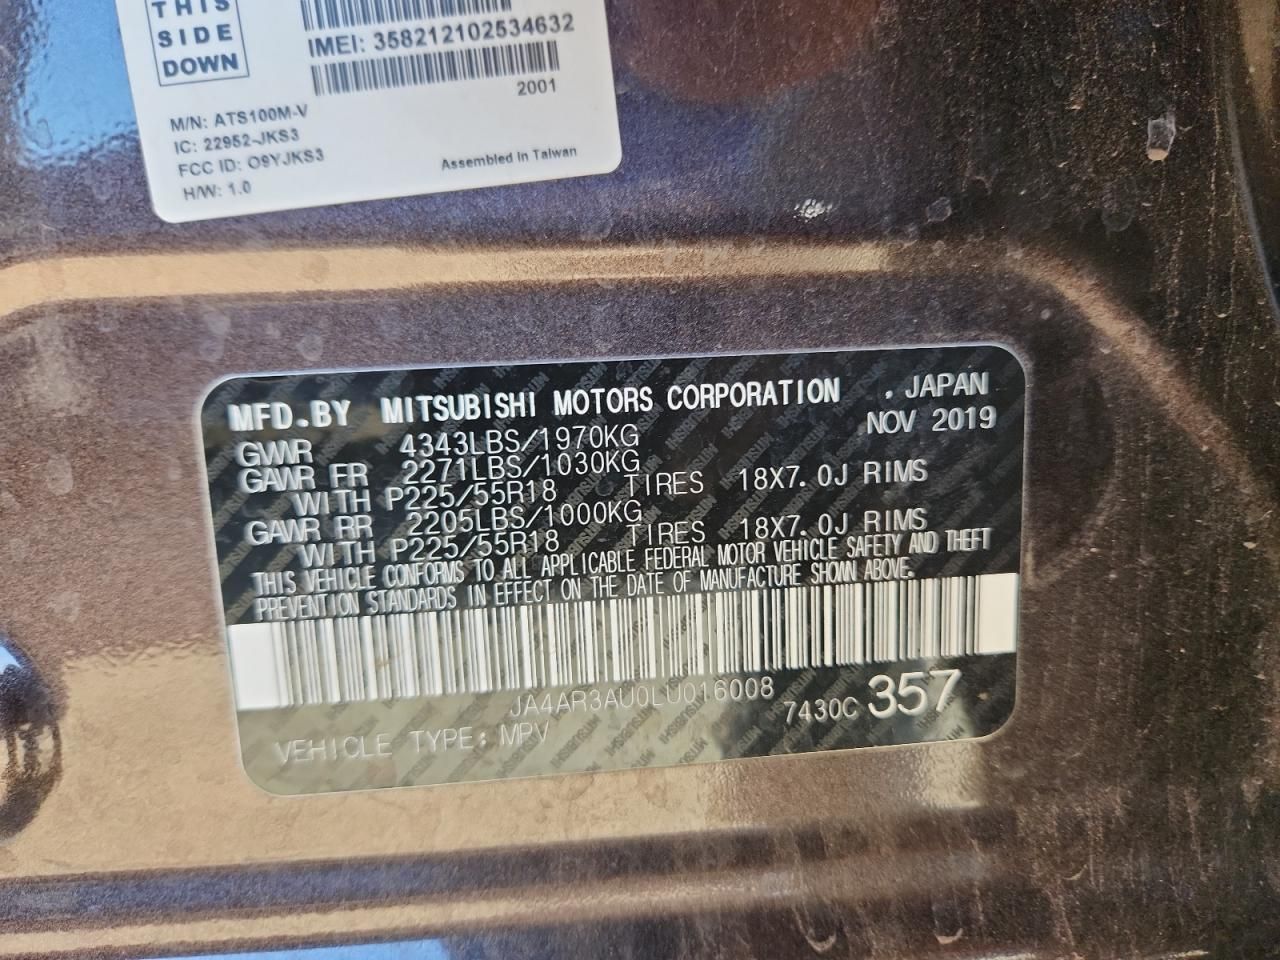 THIS
SIDE
DOWN
IMEI: 358212102534632
2001
M/N: ATS100M-V
IC: 22952-JKS3
FCC ID: O9YJKS3
H/W: 1.0
Assembled in Taiwan
MFD.BY MITSUBISHI MOTORS CORPORATION . JAPAN
NOV 2019
GWR 4343LBS/1970KG
GAWR FR 2271LBS/1030KG
WITH P225/55R18 TIRES 18X7.0J RIMS
GAWR RR 2205LBS/1000KG
WITH P225/55R18 TIRES 18X7.0J RIMS
THIS VEHICLE CONFORMS TO ALL APPLICABLE FEDERAL MOTOR VEHICLE SAFETY AND THEFT
PREVENTION STANDARDS IN EFFECT ON THE DATE OF MANUFACTURE SHOWN ABOVE.
JA4AR3AU0LU016008
7430C 357
VEHICLE TYPE: MPV